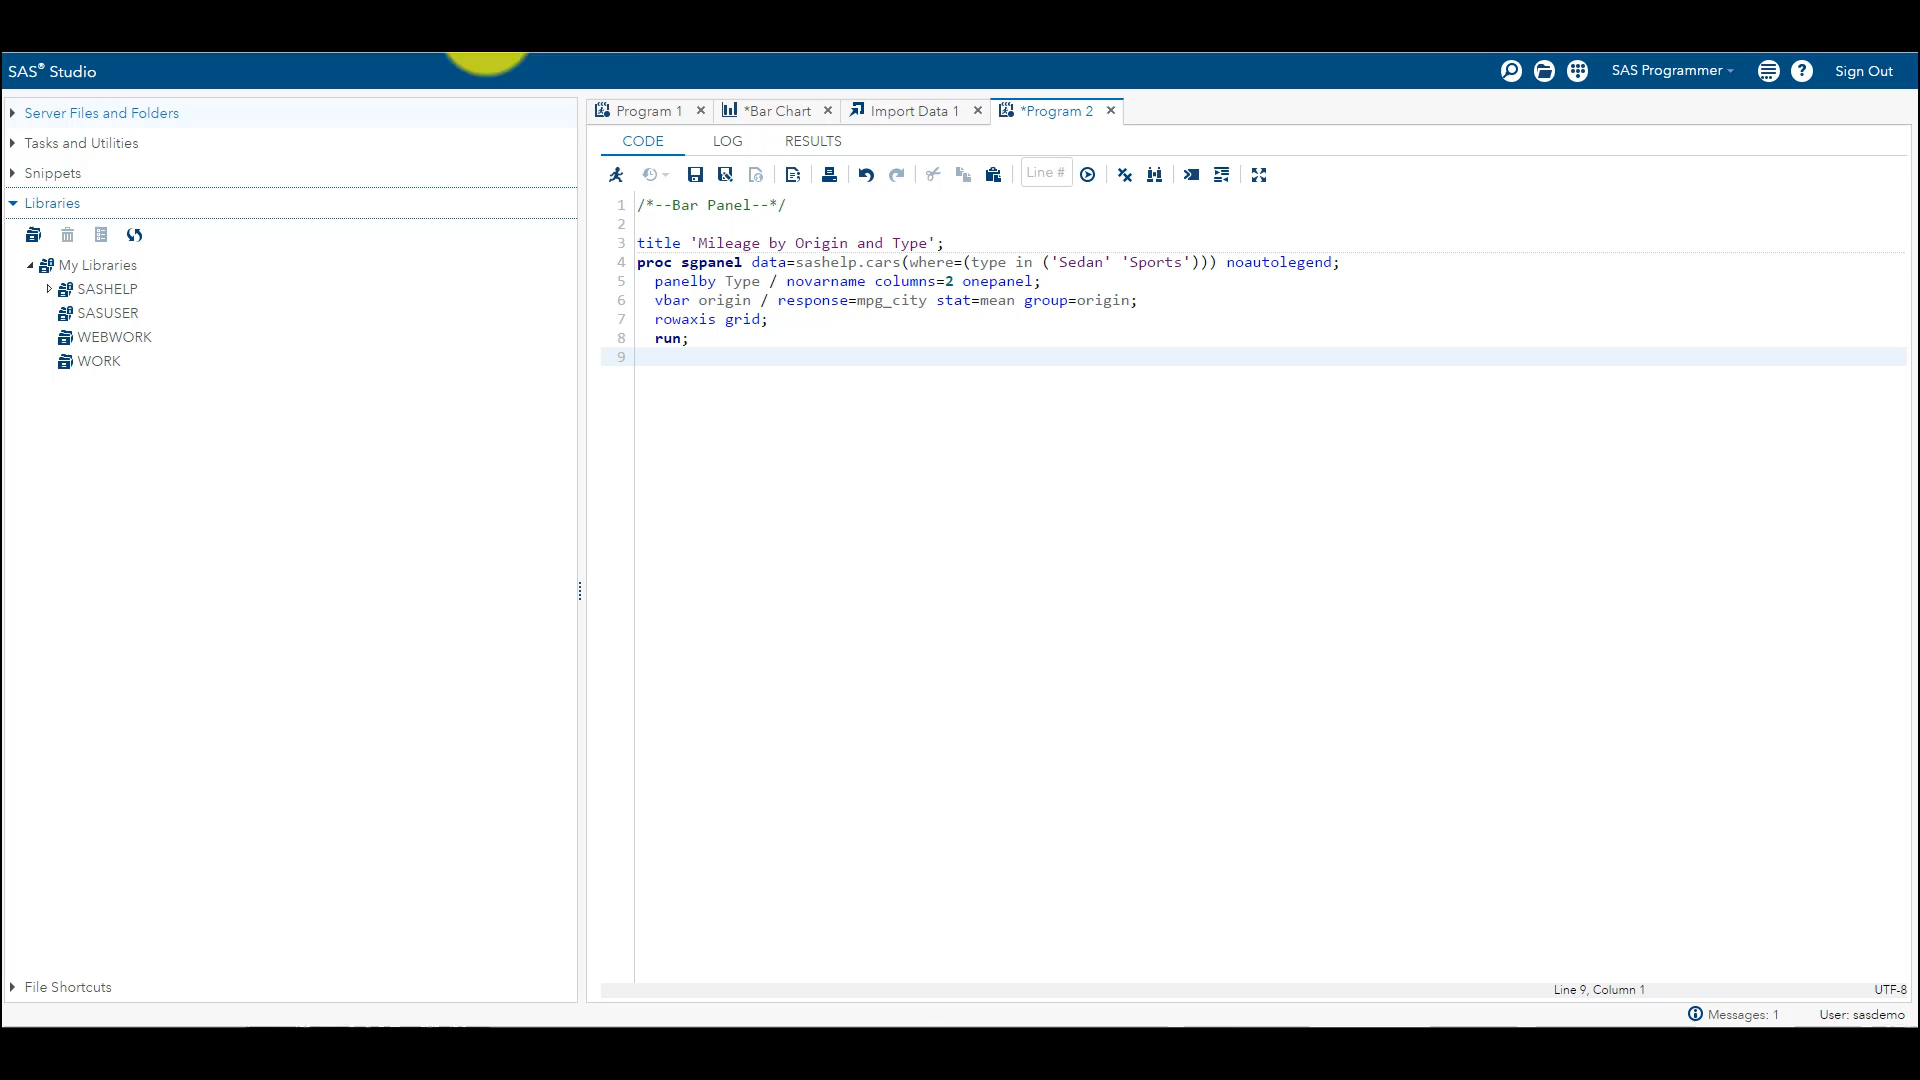 SAS® Studio
SAS Programmer
Sign Out
Server Files and Folders
Tasks and Utilities
Snippets
Libraries
My Libraries
SASHELP
SASUSER
WEBWORK
WORK
File Shortcuts
Program 1
*Bar Chart
Import Data 1
*Program 2
CODE LOG RESULTS
Line #
1 /*--Bar Panel--*/
2
3 title 'Mileage by Origin and Type';
4 proc sgpanel data=sashelp.cars(where=(type in ('Sedan' 'Sports'))) noautolegend;
5 panelby Type / novarname columns=2 onepanel;
6 vbar origin / response=mpg_city stat=mean group=origin;
7 rowaxis grid;
8 run;
9
Line 9, Column 1
UTF-8
Messages: 1
User: sasdemo